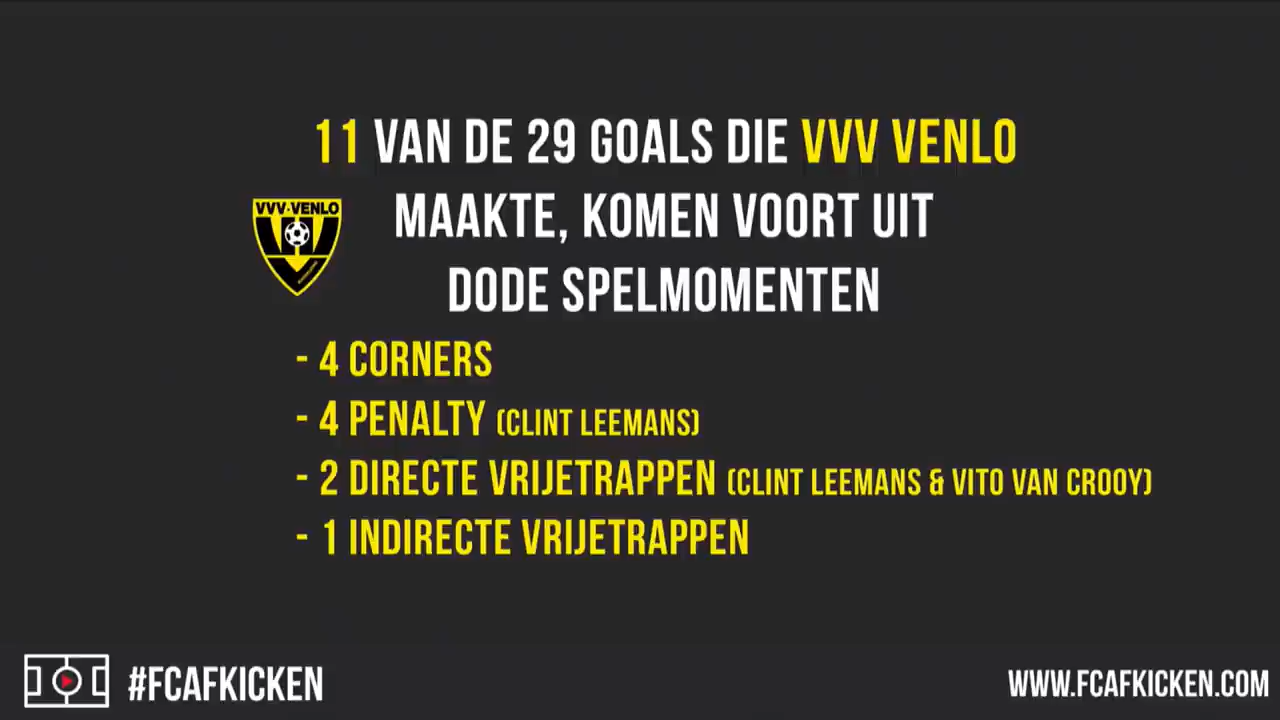 11 VAN DE 29 GOALS DIE VVV VENLO
MAAKTE, KOMEN VOORT UIT
DODE SPELMOMENTEN
VVV-VENLO
- 4 CORNERS
- 4 PENALTY (CLINT LEEMANS)
- 2 DIRECTE VRIJETRAPPEN (CLINT LEEMANS & VITO VAN CROOY)
- 1 INDIRECTE VRIJETRAPPEN
#FCAFKICKEN
WWW.FCAFKICKEN.COM